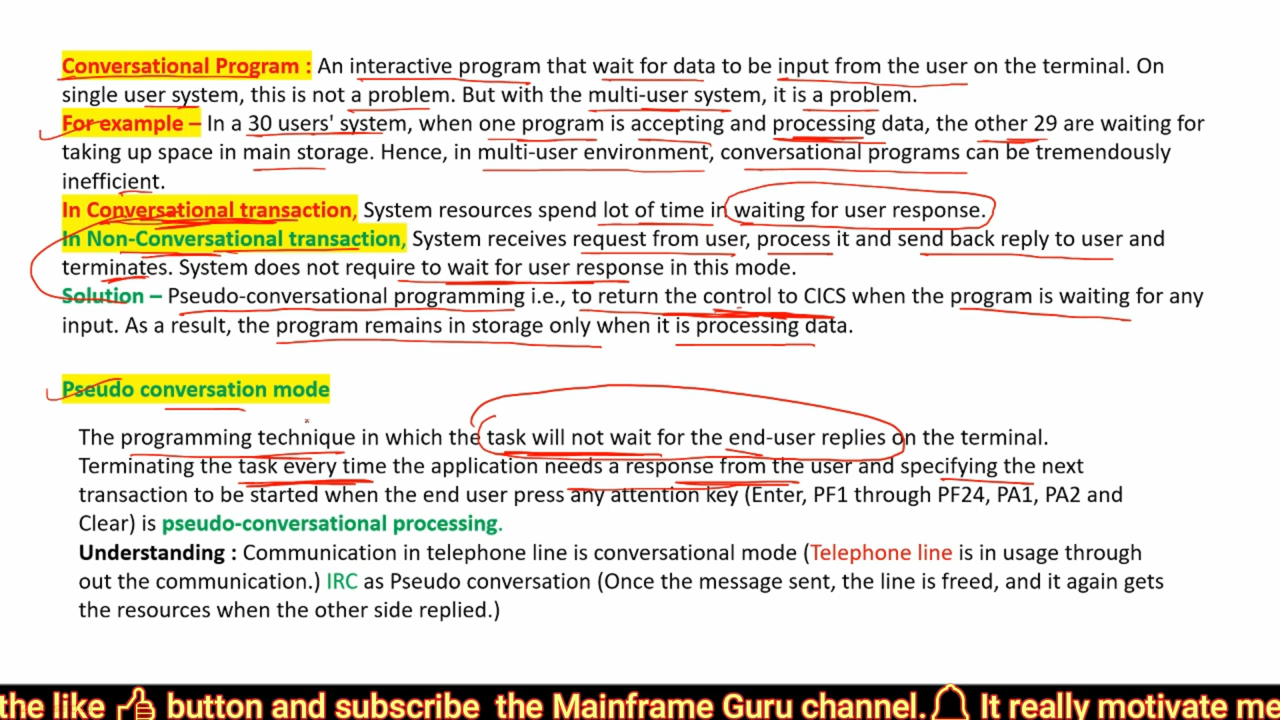 Conversational Program : An interactive program that wait for data to be input from the user on the terminal. On
single user system, this is not a problem. But with the multi-user system, it is a problem.
For example – In a 30 users' system, when one program is accepting and processing data, the other 29 are waiting for
taking up space in main storage. Hence, in multi-user environment, conversational programs can be tremendously
inefficient.
In Conversational transaction, System resources spend lot of time in waiting for user response.
In Non-Conversational transaction, System receives request from user, process it and send back reply to user and
terminates. System does not require to wait for user response in this mode.
Solution – Pseudo-conversational programming i.e., to return the control to CICS when the program is waiting for any
input. As a result, the program remains in storage only when it is processing data.
Pseudo conversation mode
The programming technique in which the task will not wait for the end-user replies on the terminal.
Terminating the task every time the application needs a response from the user and specifying the next
transaction to be started when the end user press any attention key (Enter, PF1 through PF24, PA1, PA2 and
Clear) is pseudo-conversational processing.
Understanding : Communication in telephone line is conversational mode (Telephone line is in usage through
out the communication.) IRC as Pseudo conversation (Once the message sent, the line is freed, and it again gets
the resources when the other side replied.)
the like button and subscribe the Mainframe Guru channel. It really motivate me